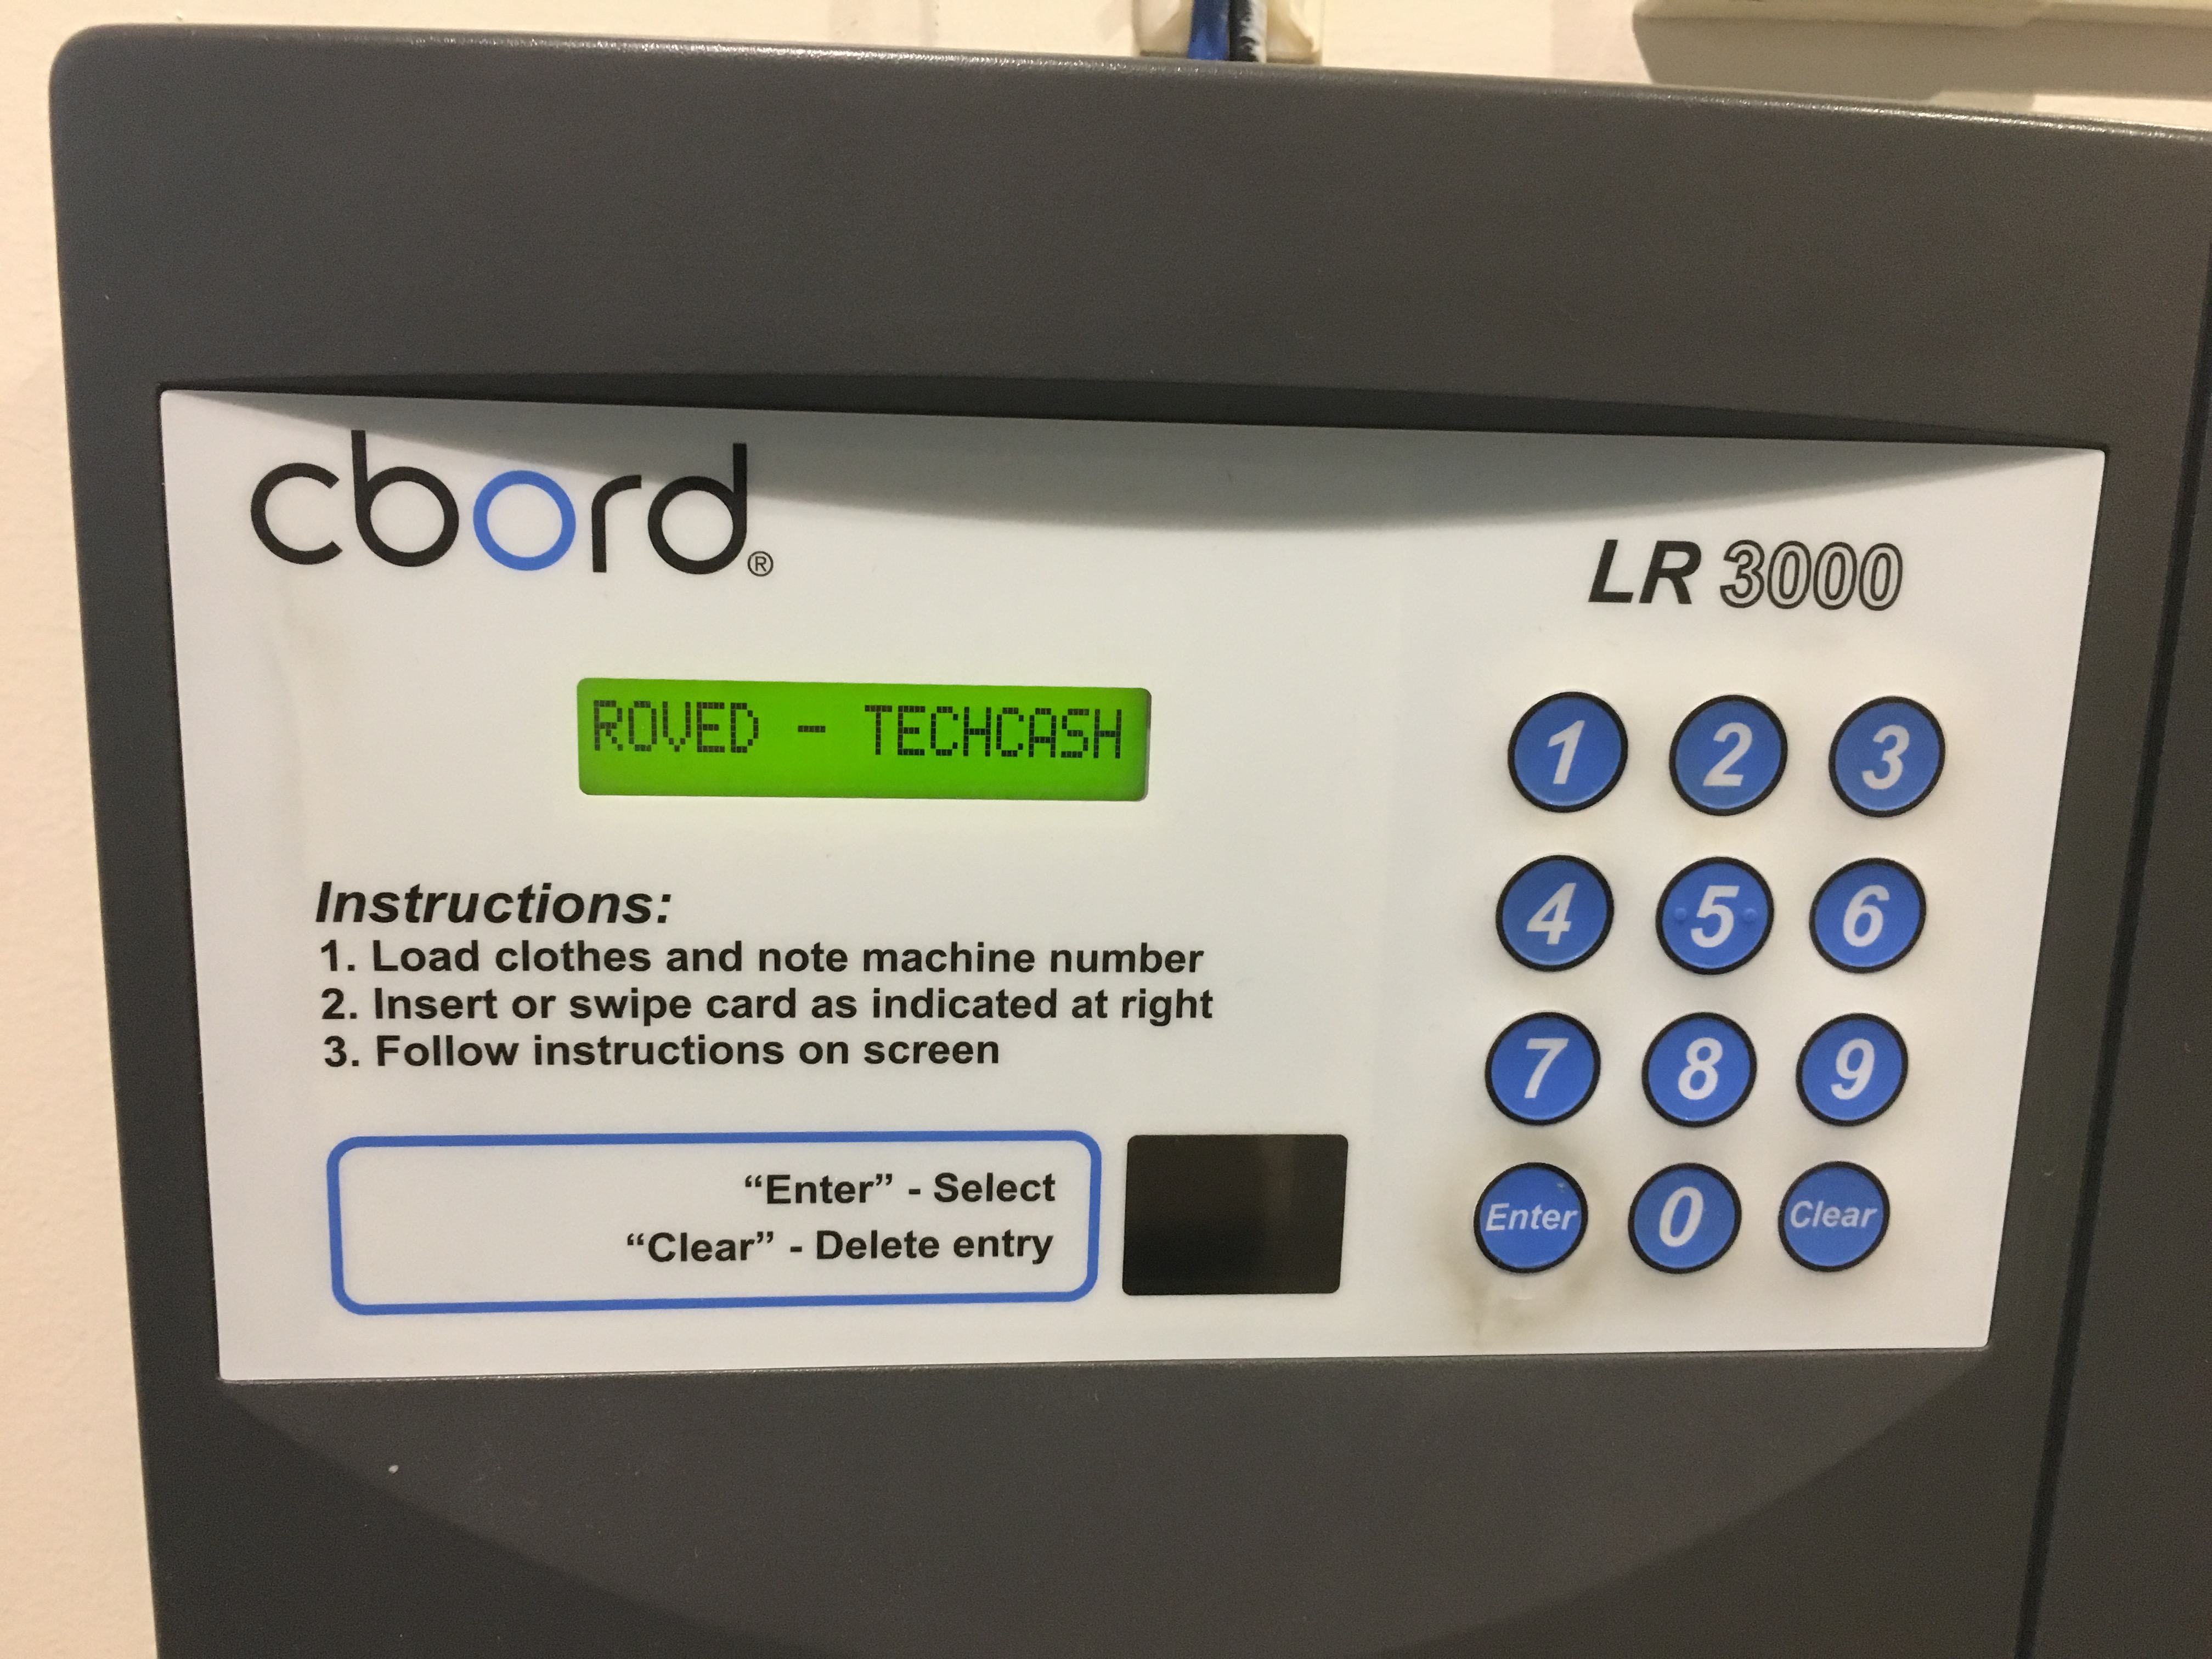 cbord®
LR 3000
ROVED - TECHCASH
Instructions:
1. Load clothes and note machine number
2. Insert or swipe card as indicated at right
3. Follow instructions on screen
“Enter” - Select
“Clear” - Delete entry
1 2 3
4 5 6
7 8 9
Enter 0 Clear